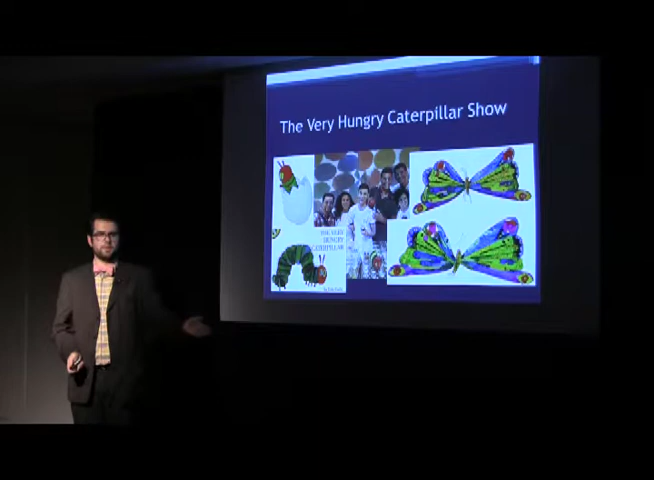 The Very Hungry Caterpillar Show
THE VERY
HUNGRY
CATERPILLAR